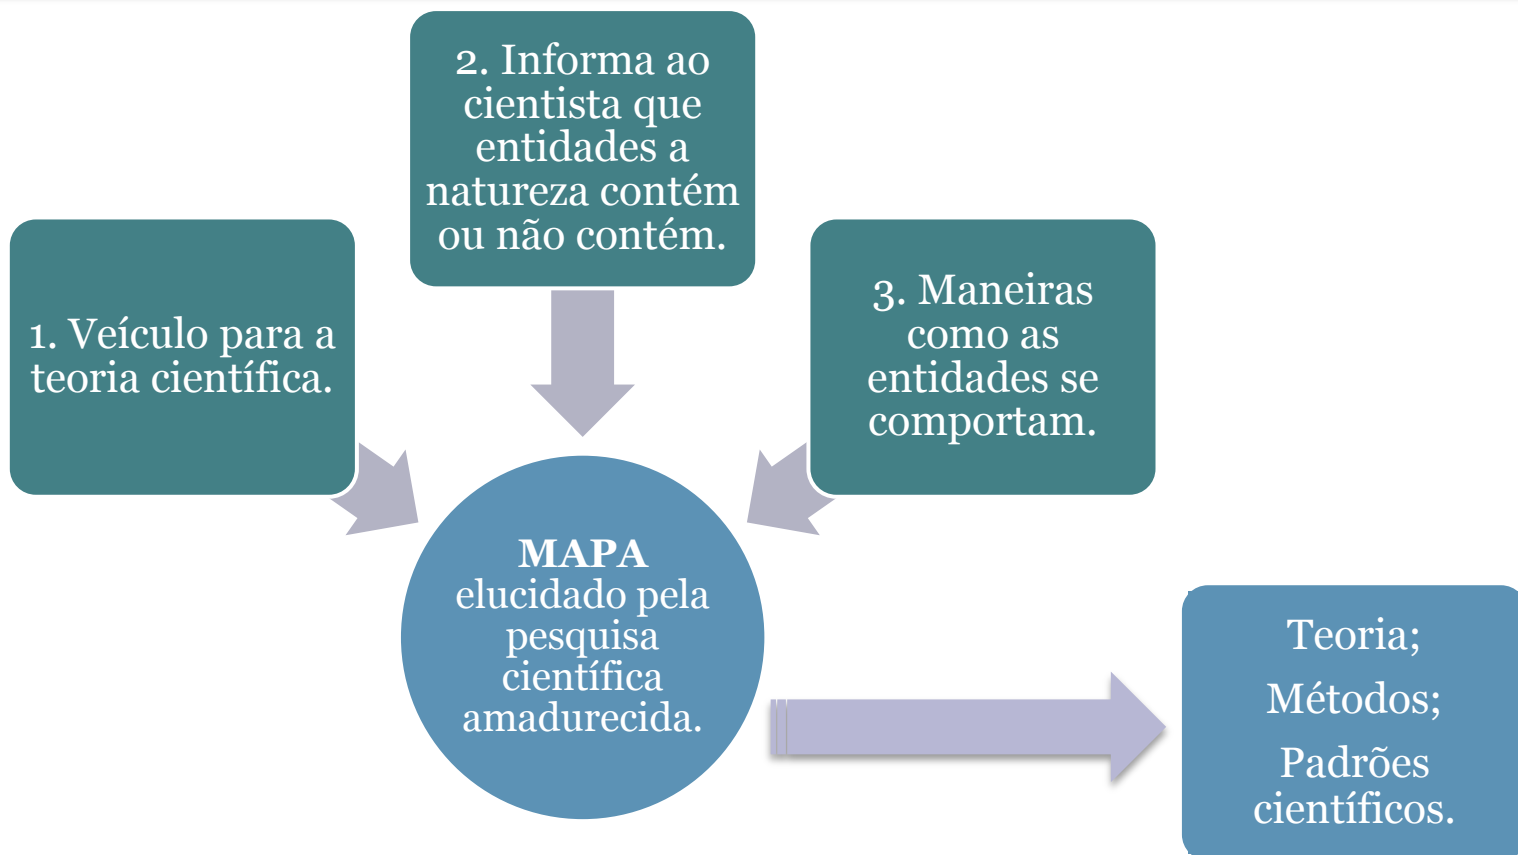 2. Informa ao
cientista que
entidades a
natureza contém
ou não contém.
1. Veículo para a
teoria científica.
3. Maneiras
como as
entidades se
comportam.
MAPA
elucidado pela
pesquisa
científica
amadurecida.
Teoria;
Métodos;
Padrões
científicos.